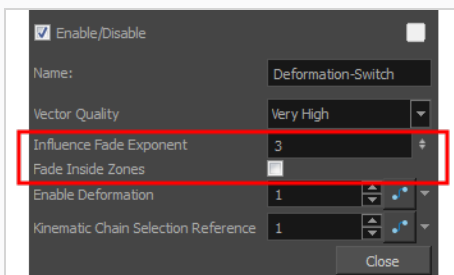 Enable/Disable
Name: Deformation-Switch
Vector Quality Very High
Influence Fade Exponent 3
Fade Inside Zones
Enable Deformation 1
Kinematic Chain Selection Reference 1
Close